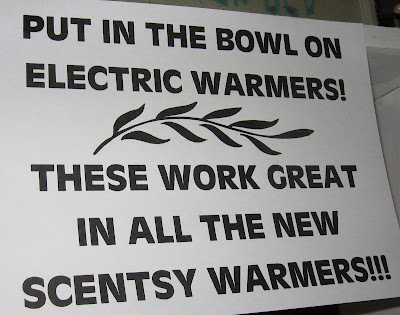 PUT IN THE BOWL ON
ELECTRIC WARMERS!
THESE WORK GREAT
IN ALL THE NEW
SCENTSY WARMERS!!!